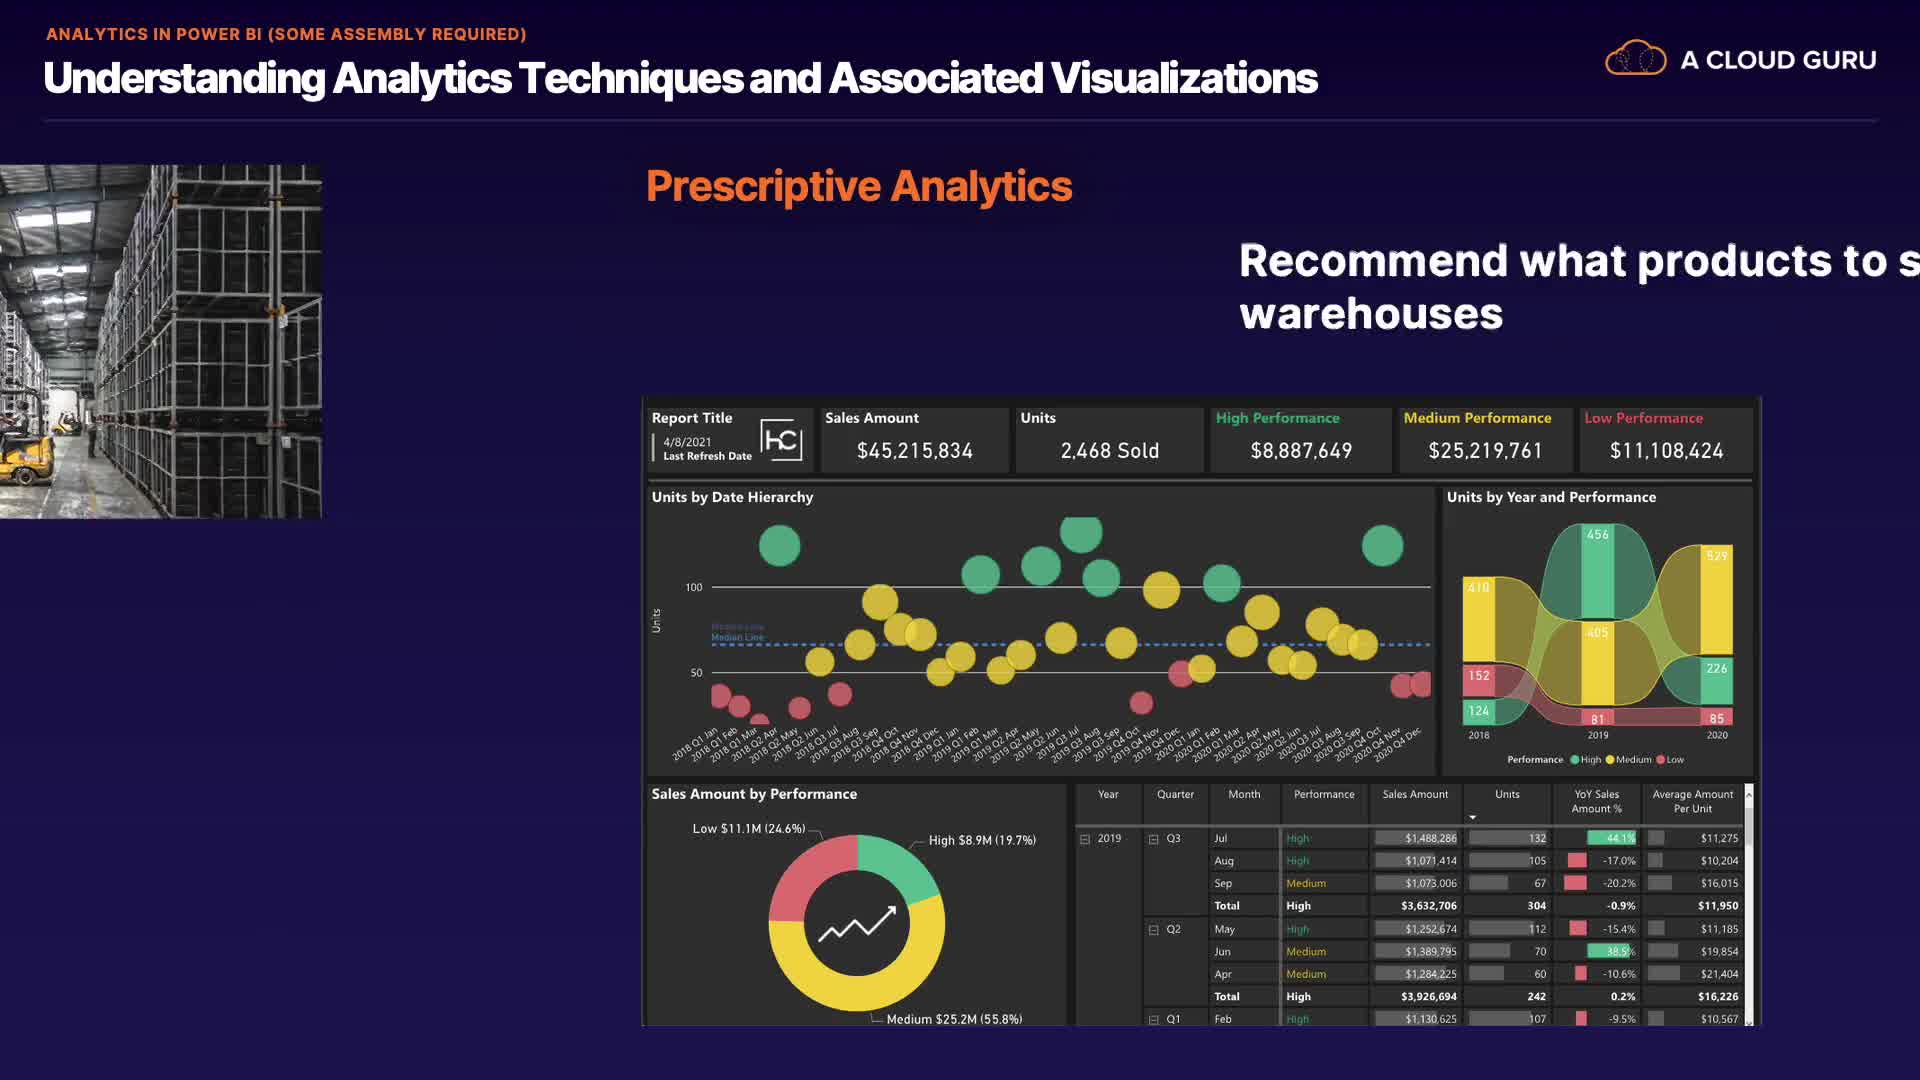 ANALYTICS IN POWER BI (SOME ASSEMBLY REQUIRED)
Understanding Analytics Techniques and Associated Visualizations
A CLOUD GURU
Prescriptive Analytics
Recommend what products to s
warehouses
Report Title
4/8/2021
Last Refresh Date
hC
Sales Amount
$45,215,834
Units
2,468 Sold
High Performance
$8,887,649
Medium Performance
$25,219,761
Low Performance
$11,108,424
Units by Date Hierarchy
Units
100
Median Line
50
2018 Q1 Jan
2018 Q1 Feb
2018 Q1 Mar
2018 Q2 Apr
2018 Q2 May
2018 Q2 Jun
2018 Q3 Jul
2018 Q3 Aug
2018 Q3 Sep
2018 Q4 Oct
2018 Q4 Nov
2018 Q4 Dec
2019 Q1 Jan
2019 Q1 Feb
2019 Q1 Mar
2019 Q2 Apr
2019 Q2 May
2019 Q2 Jun
2019 Q3 Jul
2019 Q3 Aug
2019 Q3 Sep
2019 Q4 Oct
2019 Q4 Nov
2019 Q4 Dec
2020 Q1 Jan
2020 Q1 Feb
2020 Q1 Mar
2020 Q2 Apr
2020 Q2 May
2020 Q2 Jun
2020 Q3 Jul
2020 Q3 Aug
2020 Q3 Sep
2020 Q4 Oct
2020 Q4 Nov
2020 Q4 Dec
Units by Year and Performance
410
152
124
456
405
81
529
226
85
2018 2019 2020
Performance High Medium Low
Sales Amount by Performance
Low $11.1M (24.6%)
High $8.9M (19.7%)
Medium $25.2M (55.8%)
Year Quarter Month Performance Sales Amount Units YoY Sales Amount % Average Amount Per Unit
2019 Q3 Jul High $1,488,286 132 44.1% $11,275
Aug High $1,071,414 105 -17.0% $10,204
Sep Medium $1,073,006 67 -20.2% $16,015
Total High $3,632,706 304 -0.9% $11,950
Q2 May High $1,252,674 112 -15.4% $11,185
Jun Medium $1,389,795 70 38.5% $19,854
Apr Medium $1,284,225 60 -10.6% $21,404
Total High $3,926,694 242 0.2% $16,226
Q1 Feb High $1,130,625 107 -9.5% $10,567